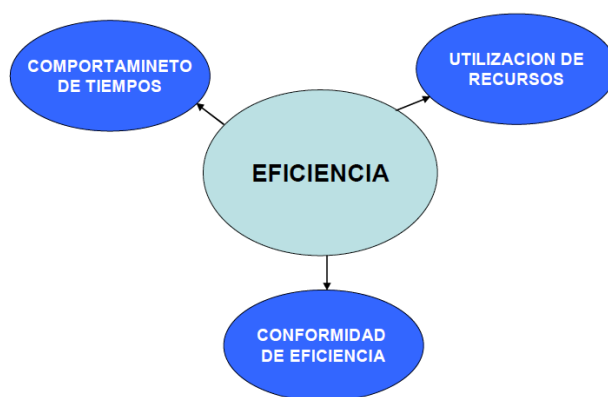 COMPORTAMINETO
DE TIEMPOS
UTILIZACION DE
RECURSOS
EFICIENCIA
CONFORMIDAD
DE EFICIENCIA